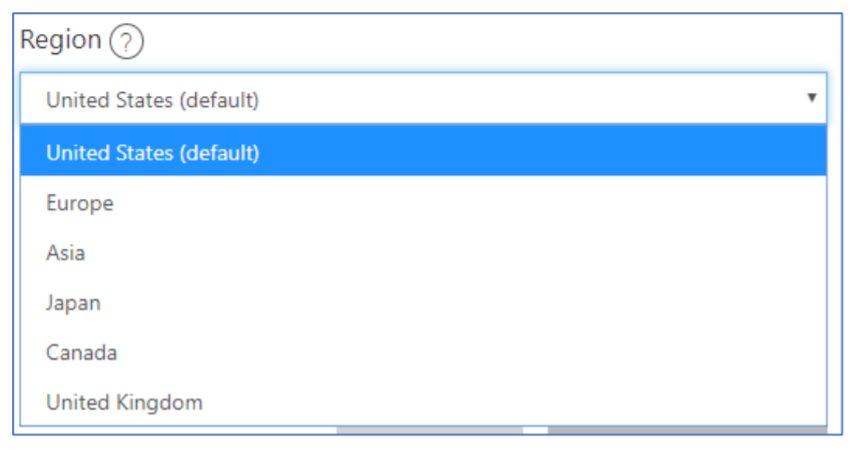 Region ?
United States (default)
United States (default)
Europe
Asia
Japan
Canada
United Kingdom